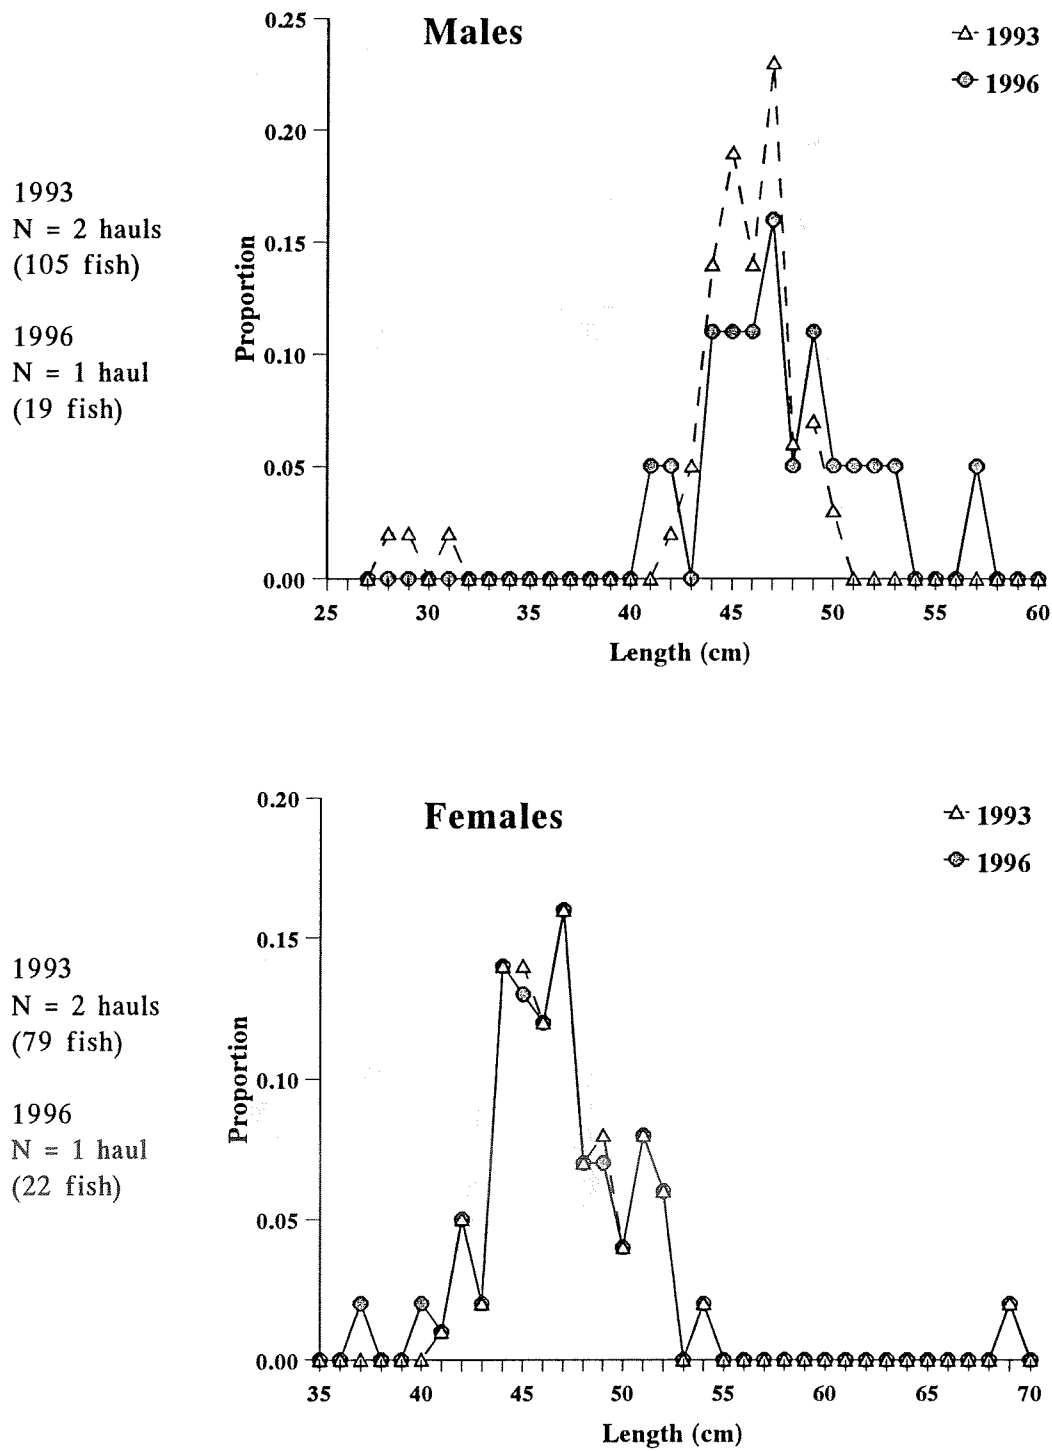 Males
1993
1996
1993
N = 2 hauls
(105 fish)
1996
N = 1 haul
(19 fish)
Proportion
0.25
0.20
0.15
0.10
0.05
0.00
25 30 35 40 45 50 55 60
Length (cm)
Females
1993
1996
1993
N = 2 hauls
(79 fish)
1996
N = 1 haul
(22 fish)
Proportion
0.20
0.15
0.10
0.05
0.00
35 40 45 50 55 60 65 70
Length (cm)